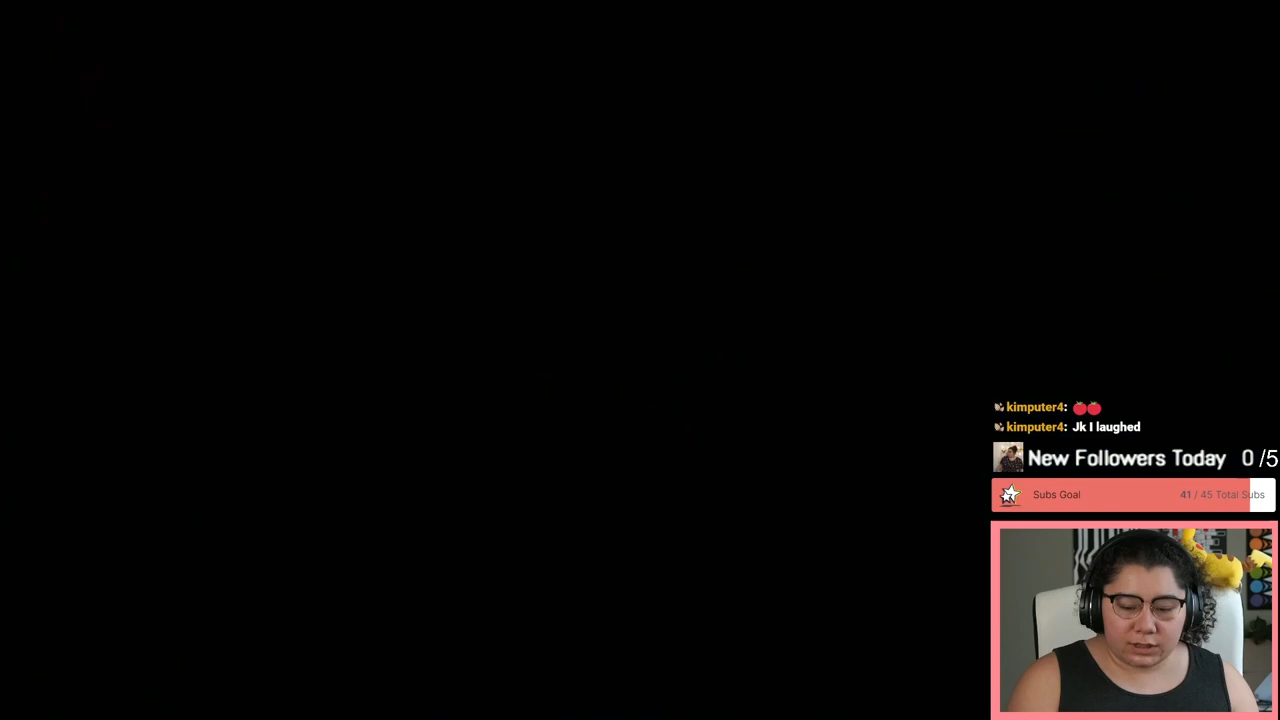 kimputer4: 🍅🍅
kimputer4: Jk I laughed
New Followers Today 0 /5
Subs Goal 41 / 45 Total Subs